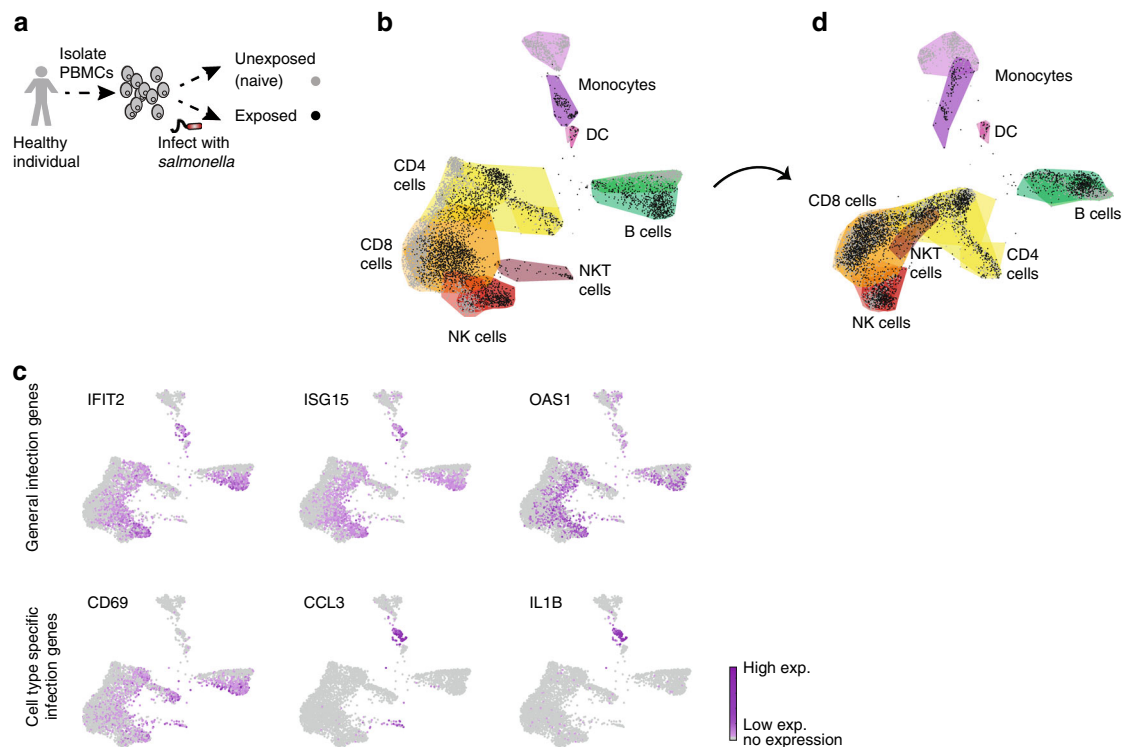 a
Isolate
PBMCs
Unexposed
(naive)
Exposed
Healthy
individual
Infect with
salmonella
b
Monocytes
DC
CD4
cells
B cells
CD8
cells
NKT
cells
NK cells
d
Monocytes
DC
CD8 cells
B cells
NKT
cells
CD4
cells
NK cells
c
General infection genes
IFIT2
ISG15
OAS1
Cell type specific
infection genes
CD69
CCL3
IL1B
High exp.
Low exp.
no expression